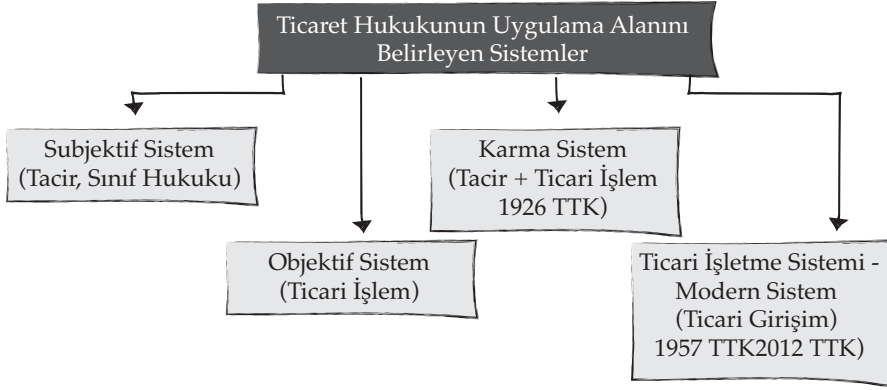 Ticaret Hukukunun Uygulama Alanını
Belirleyen Sistemler
Subjektif Sistem
(Tacir, Sınıf Hukuku)
Karma Sistem
(Tacir + Ticari İşlem
1926 TTK)
Objektif Sistem
(Ticari İşlem)
Ticari İşletme Sistemi -
Modern Sistem
(Ticari Girişim)
1957 TTK2012 TTK)